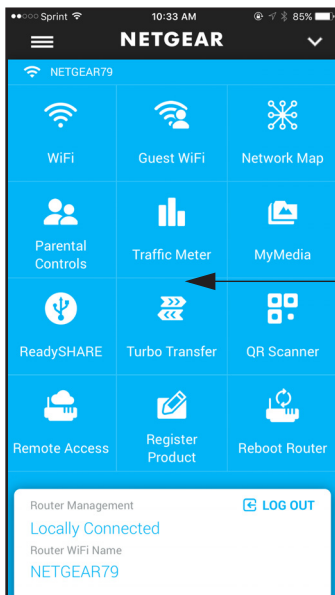 Sprint 10:33 AM 85%
NETGEAR
NETGEAR79
WiFi Guest WiFi Network Map
Parental Controls Traffic Meter MyMedia
ReadySHARE Turbo Transfer QR Scanner
Remote Access Register Product Reboot Router
Router Management LOG OUT
Locally Connected
Router WiFi Name
NETGEAR79